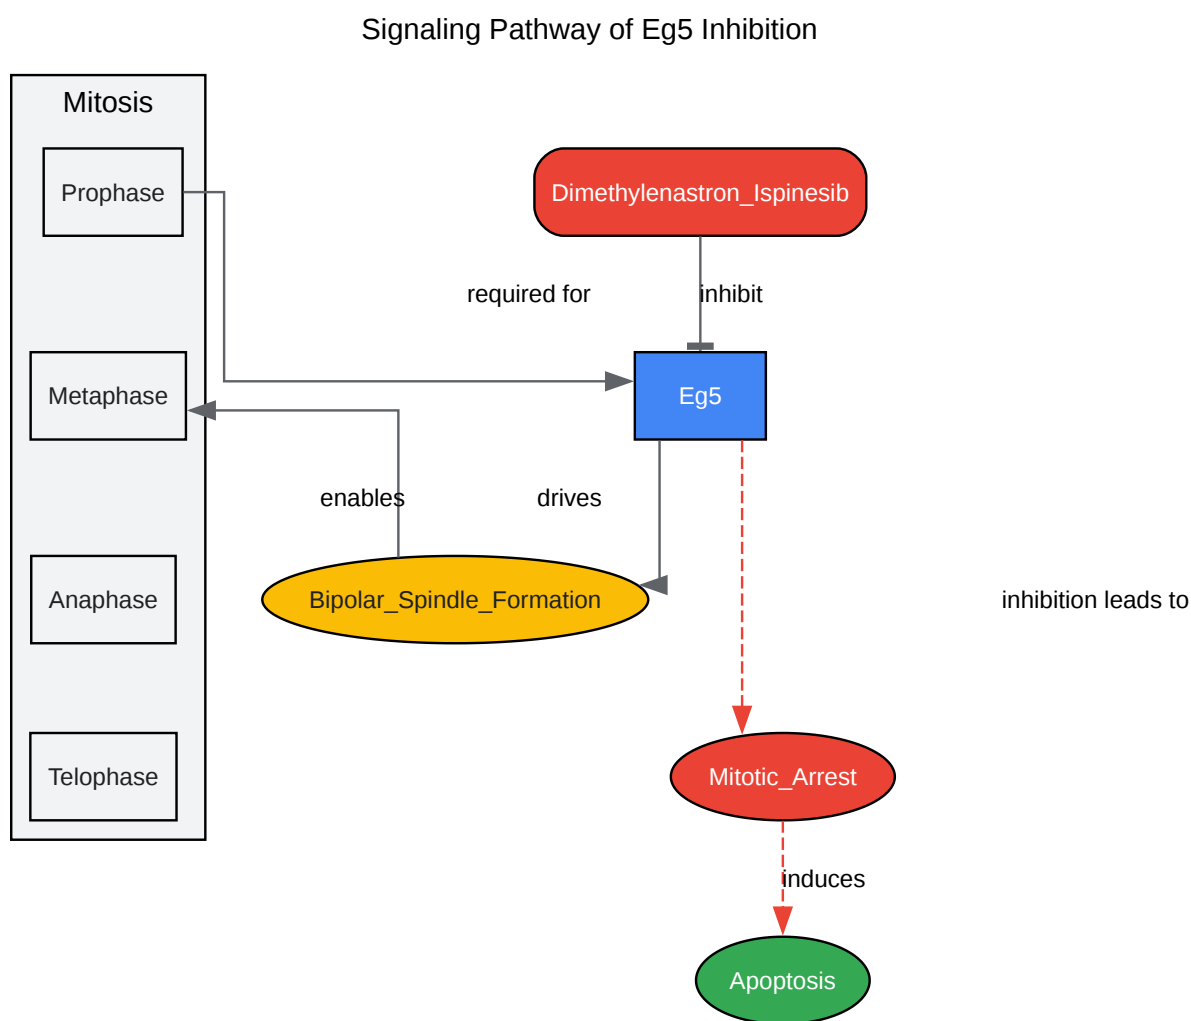 Signaling Pathway of Eg5 Inhibition
Mitosis
Prophase
Dimethylenastron_Ispinesib
required for
inhibit
Metaphase
Eg5
enables
drives
Anaphase
Bipolar_Spindle_Formation
inhibition leads to
Telophase
Mitotic_Arrest
induces
Apoptosis